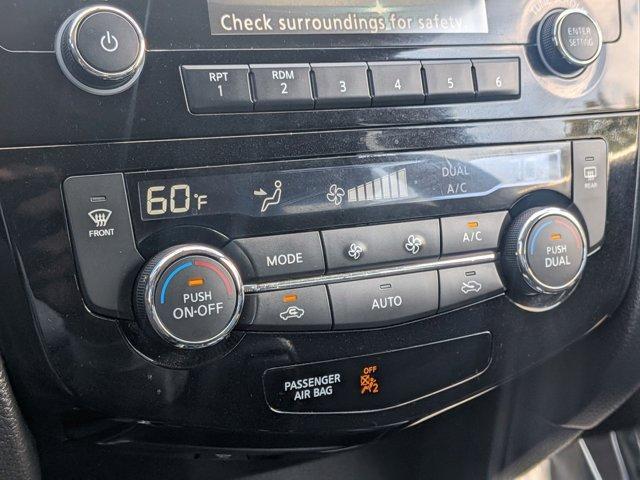 Check surroundings for safety.
ENTER
SETTING
RPT
1
RDM
2
3
4
5
6
60°F
DUAL
A/C
FRONT
REAR
MODE
A/C
PUSH
ON·OFF
PUSH
DUAL
AUTO
PASSENGER
AIR BAG
OFF
2